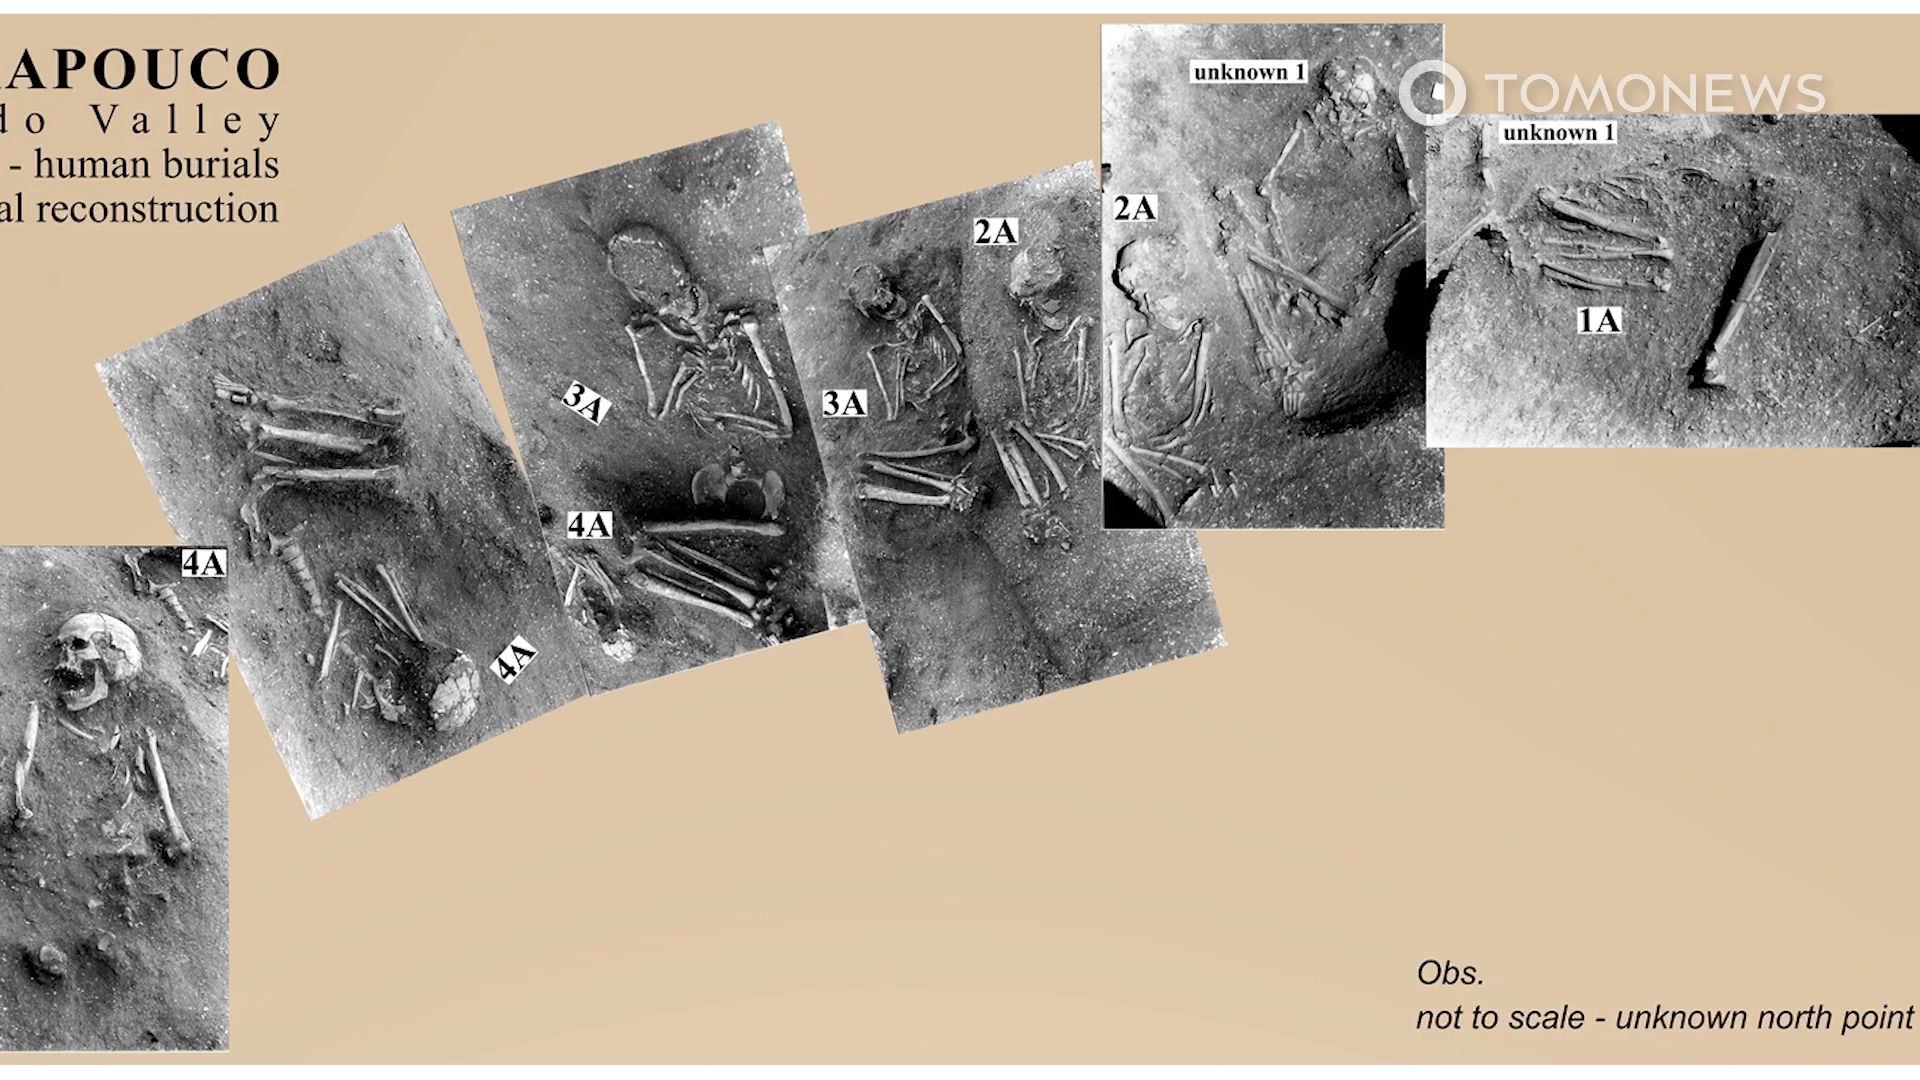 APOUCO
do Valley
- human burials
al reconstruction
unknown 1
TOMONEWS
unknown 1
2A
2A
1A
3A
3A
4A
4A
4A
Obs.
not to scale - unknown north point